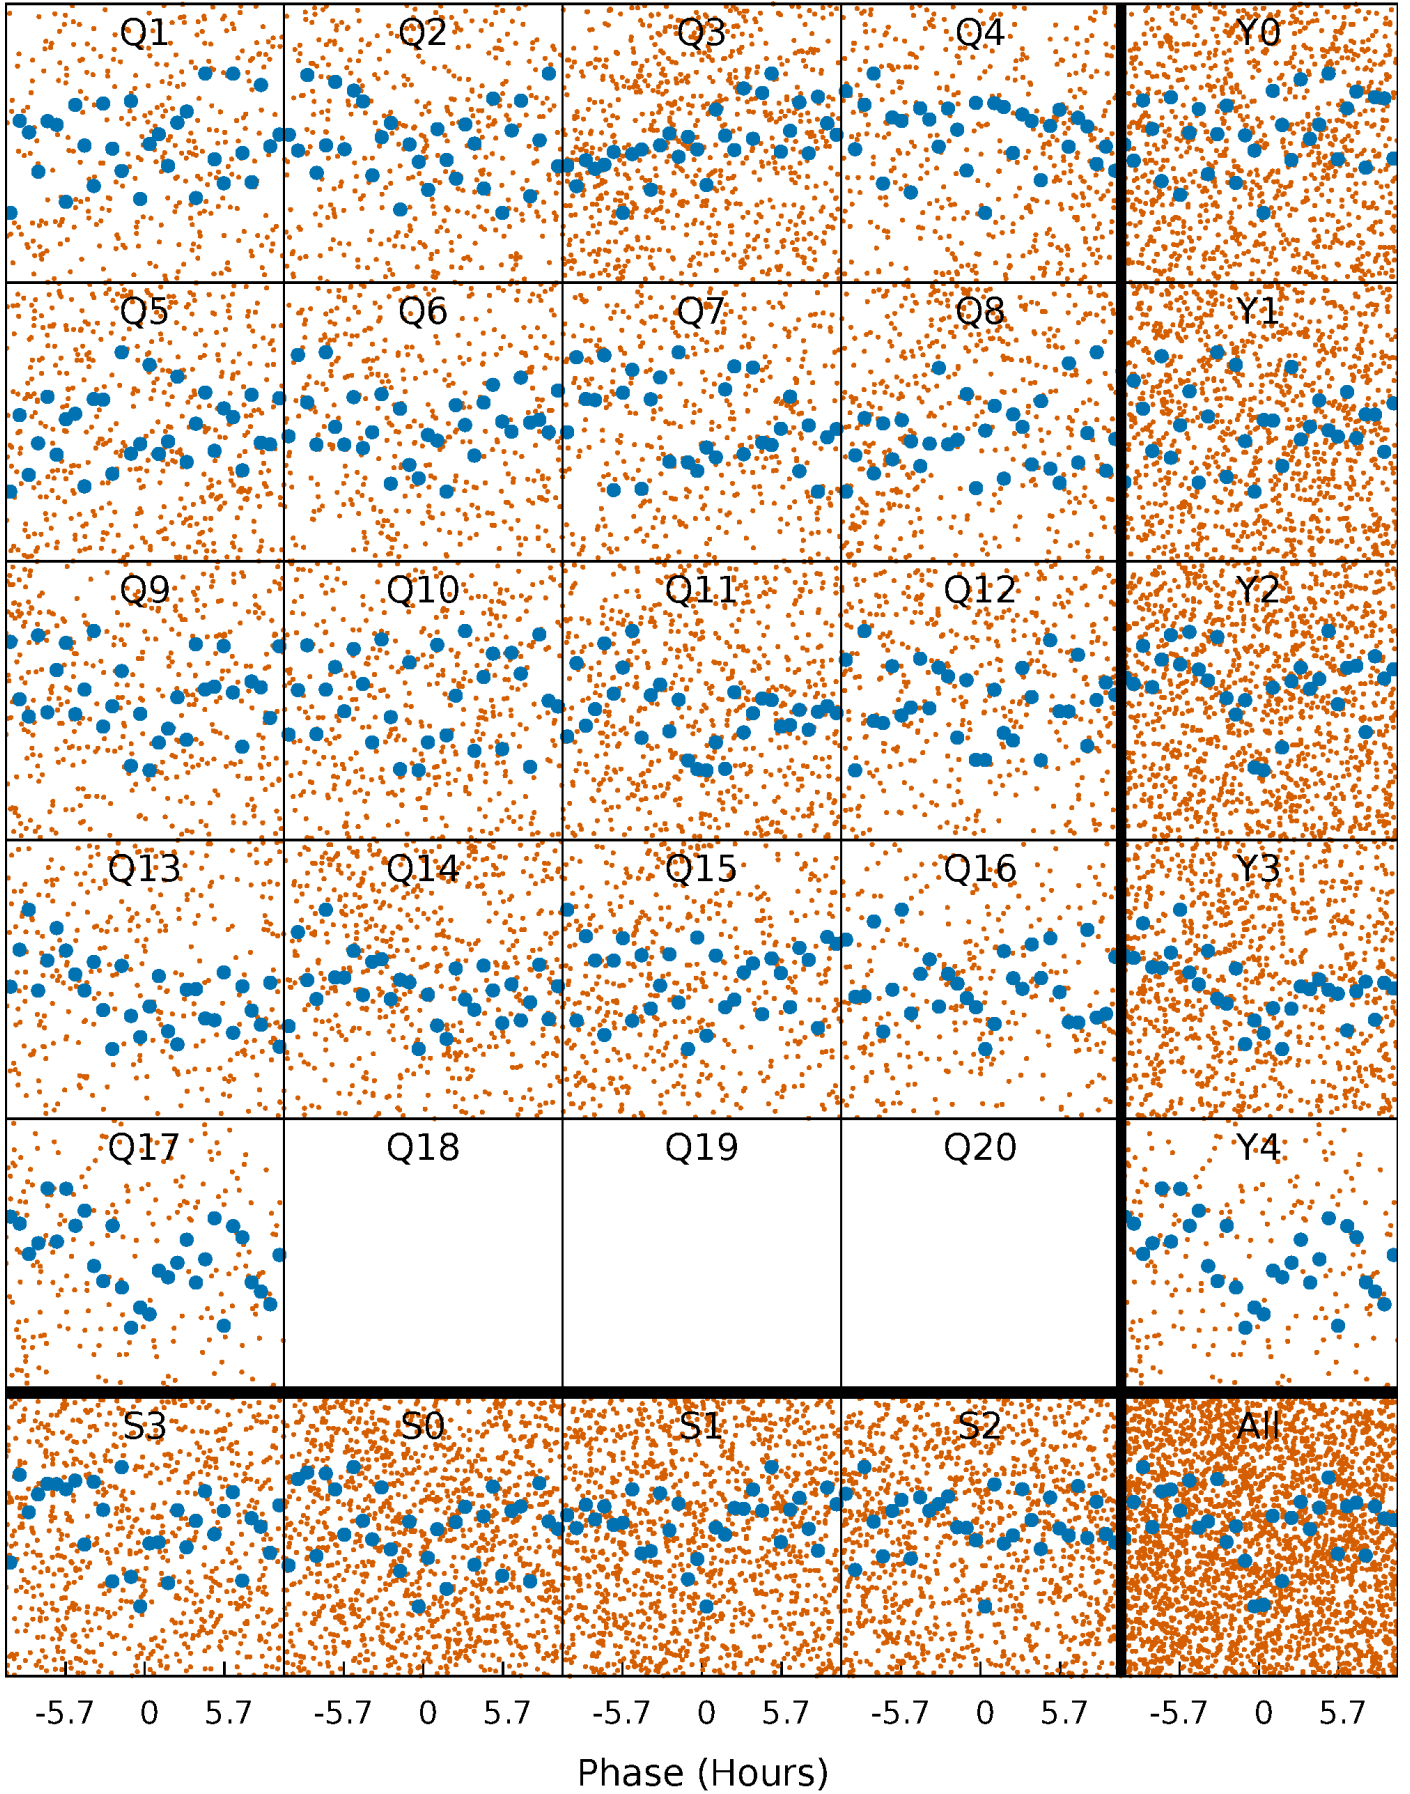 Q1 Q2 Q3 Q4 Y0
Q5 Q6 Q7 Q8 Y1
Q9 Q10 Q11 Q12 Y2
Q13 Q14 Q15 Q16 Y3
Q17 Q18 Q19 Q20 Y4
S3 S0 S1 S2 All
-5.7 0 5.7 -5.7 0 5.7 -5.7 0 5.7 -5.7 0 5.7 -5.7 0 5.7
Phase (Hours)